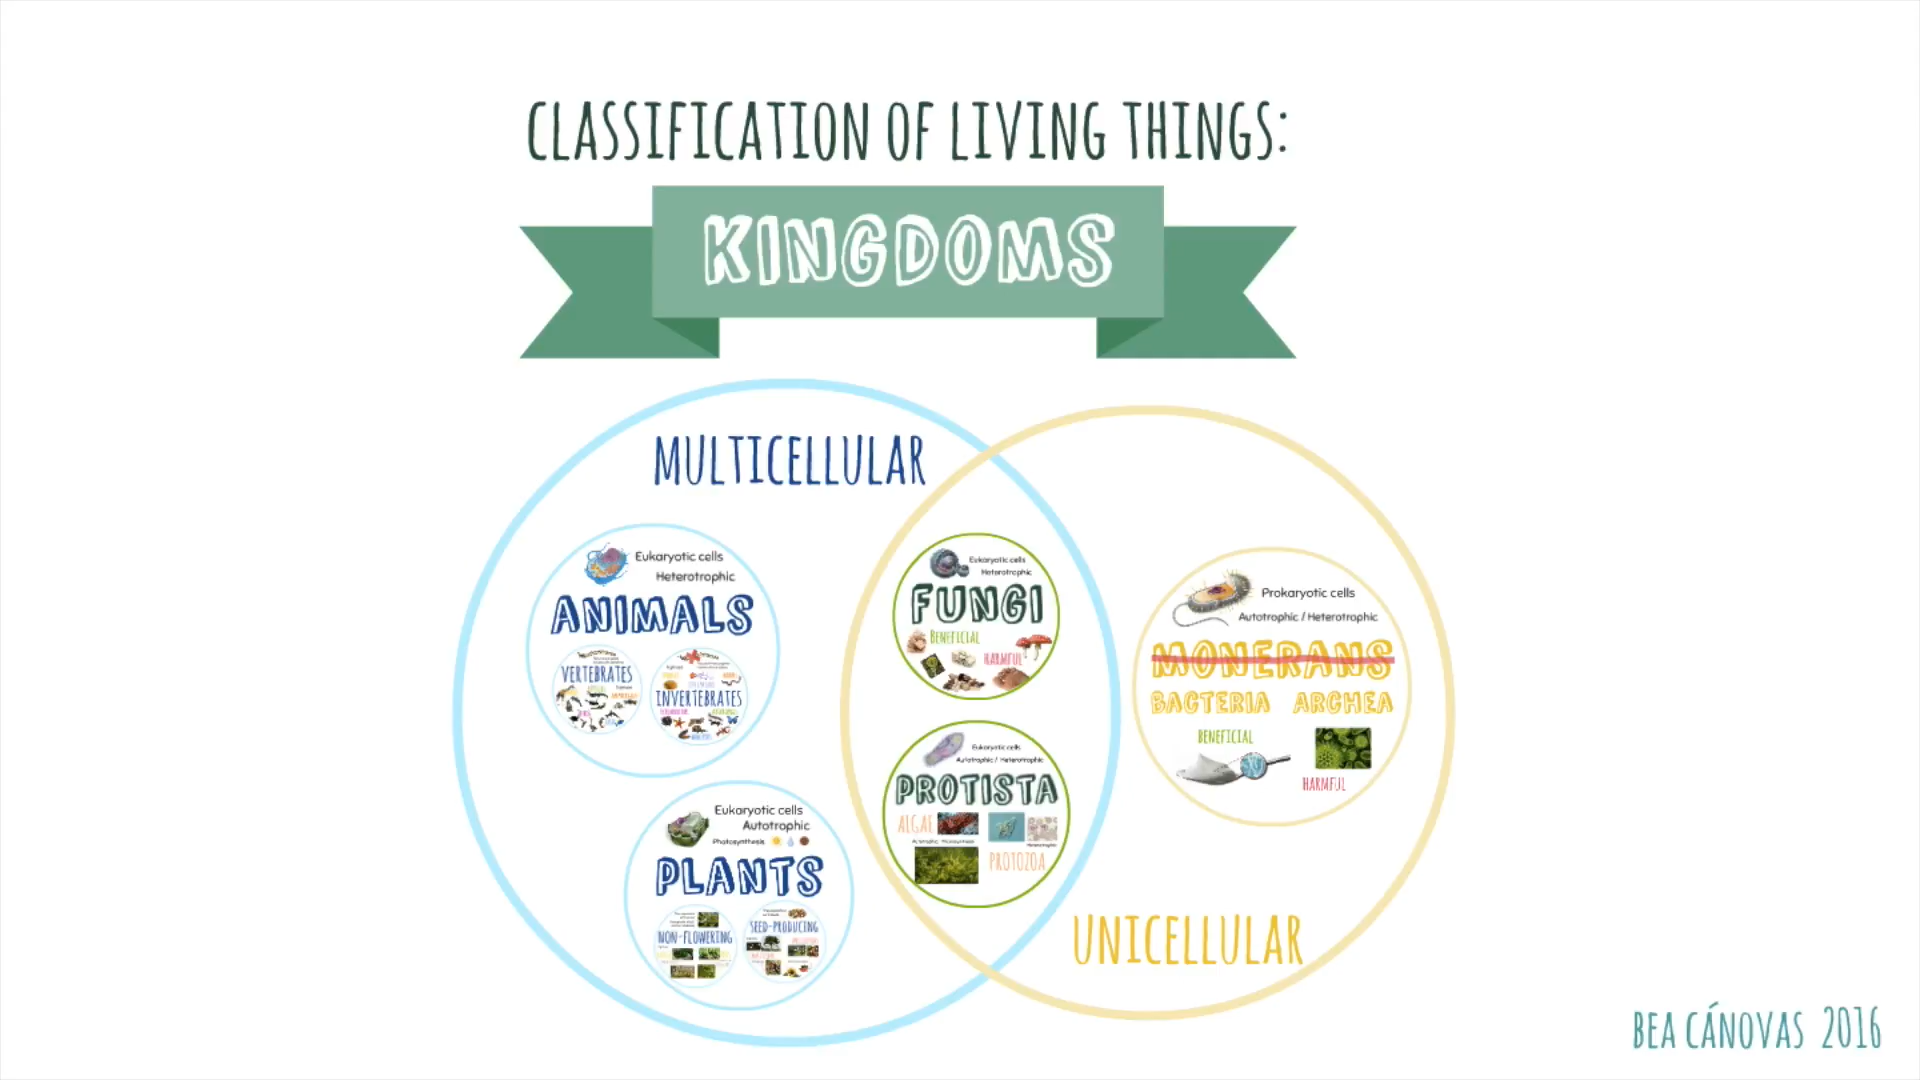 CLASSIFICATION OF LIVING THINGS:
KINGDOMS
MULTICELLULAR
Eukaryotic cells
Heterotrophic
ANIMALS
VERTEBRATES
INVERTEBRATES
Eukaryotic cells
Autotrophic
Photosynthesis
PLANTS
NON-FLOWERING
SEED-PRODUCING
Eukaryotic cells
Heterotrophic
FUNGI
BENEFICIAL
HARMFUL
Eukaryotic cells
Autotrophic / Heterotrophic
PROTISTA
ALGAE
PROTOZOA
Prokaryotic cells
Autotrophic / Heterotrophic
MONERANS
BACTERIA ARCHEA
BENEFICIAL
HARMFUL
UNICELLULAR
BEA CÁNOVAS 2016